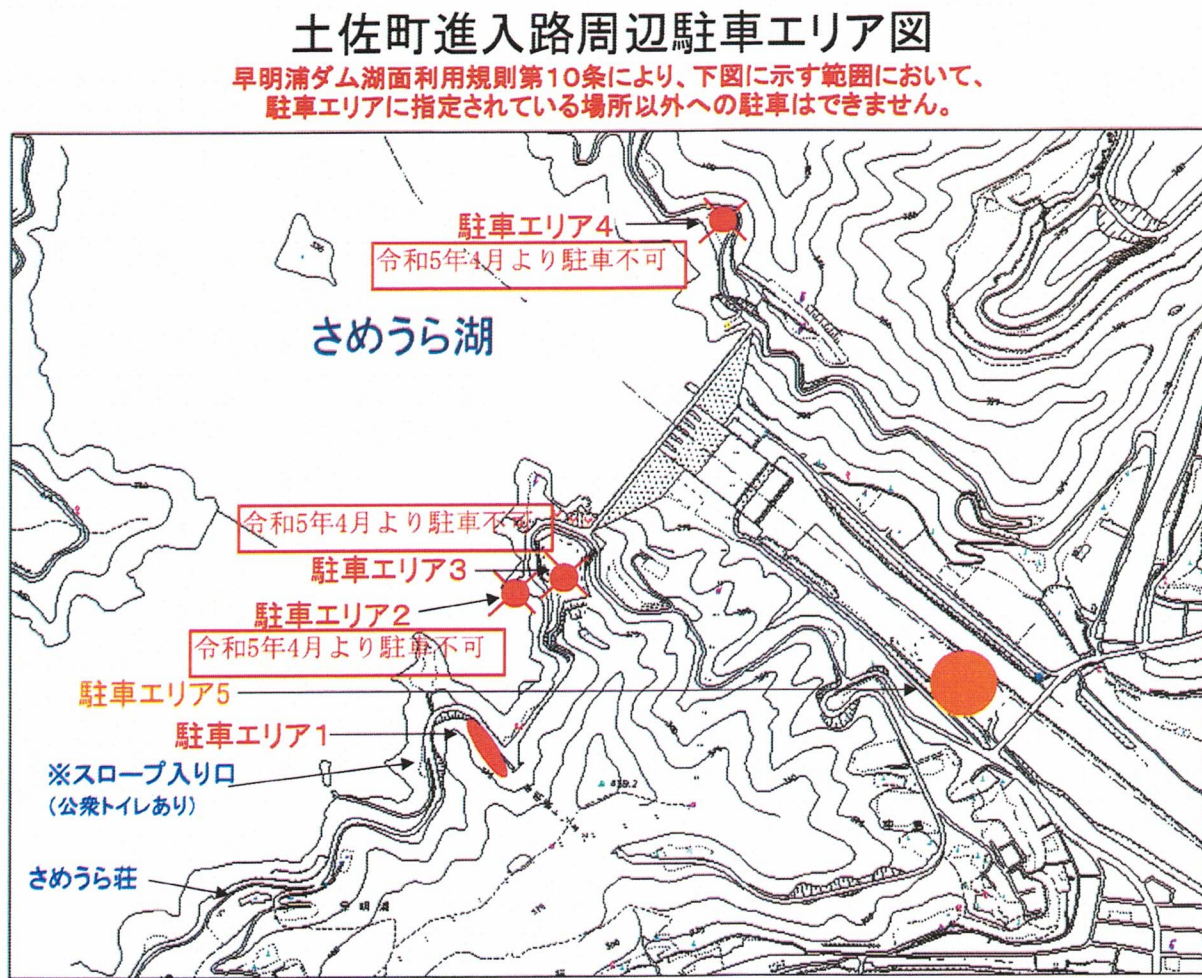 土佐町進入路周辺駐車エリア図
早明浦ダム湖面利用規則第10条により、下図に示す範囲において、
駐車エリアに指定されている場所以外への駐車はできません。
駐車エリア4
令和5年4月より駐車不可
さめうら湖
令和5年4月より駐車不可
駐車エリア3
駐車エリア2
令和5年4月より駐車不可
駐車エリア5
駐車エリア1
※スロープ入り口
(公衆トイレあり)
さめうら荘
早明浦